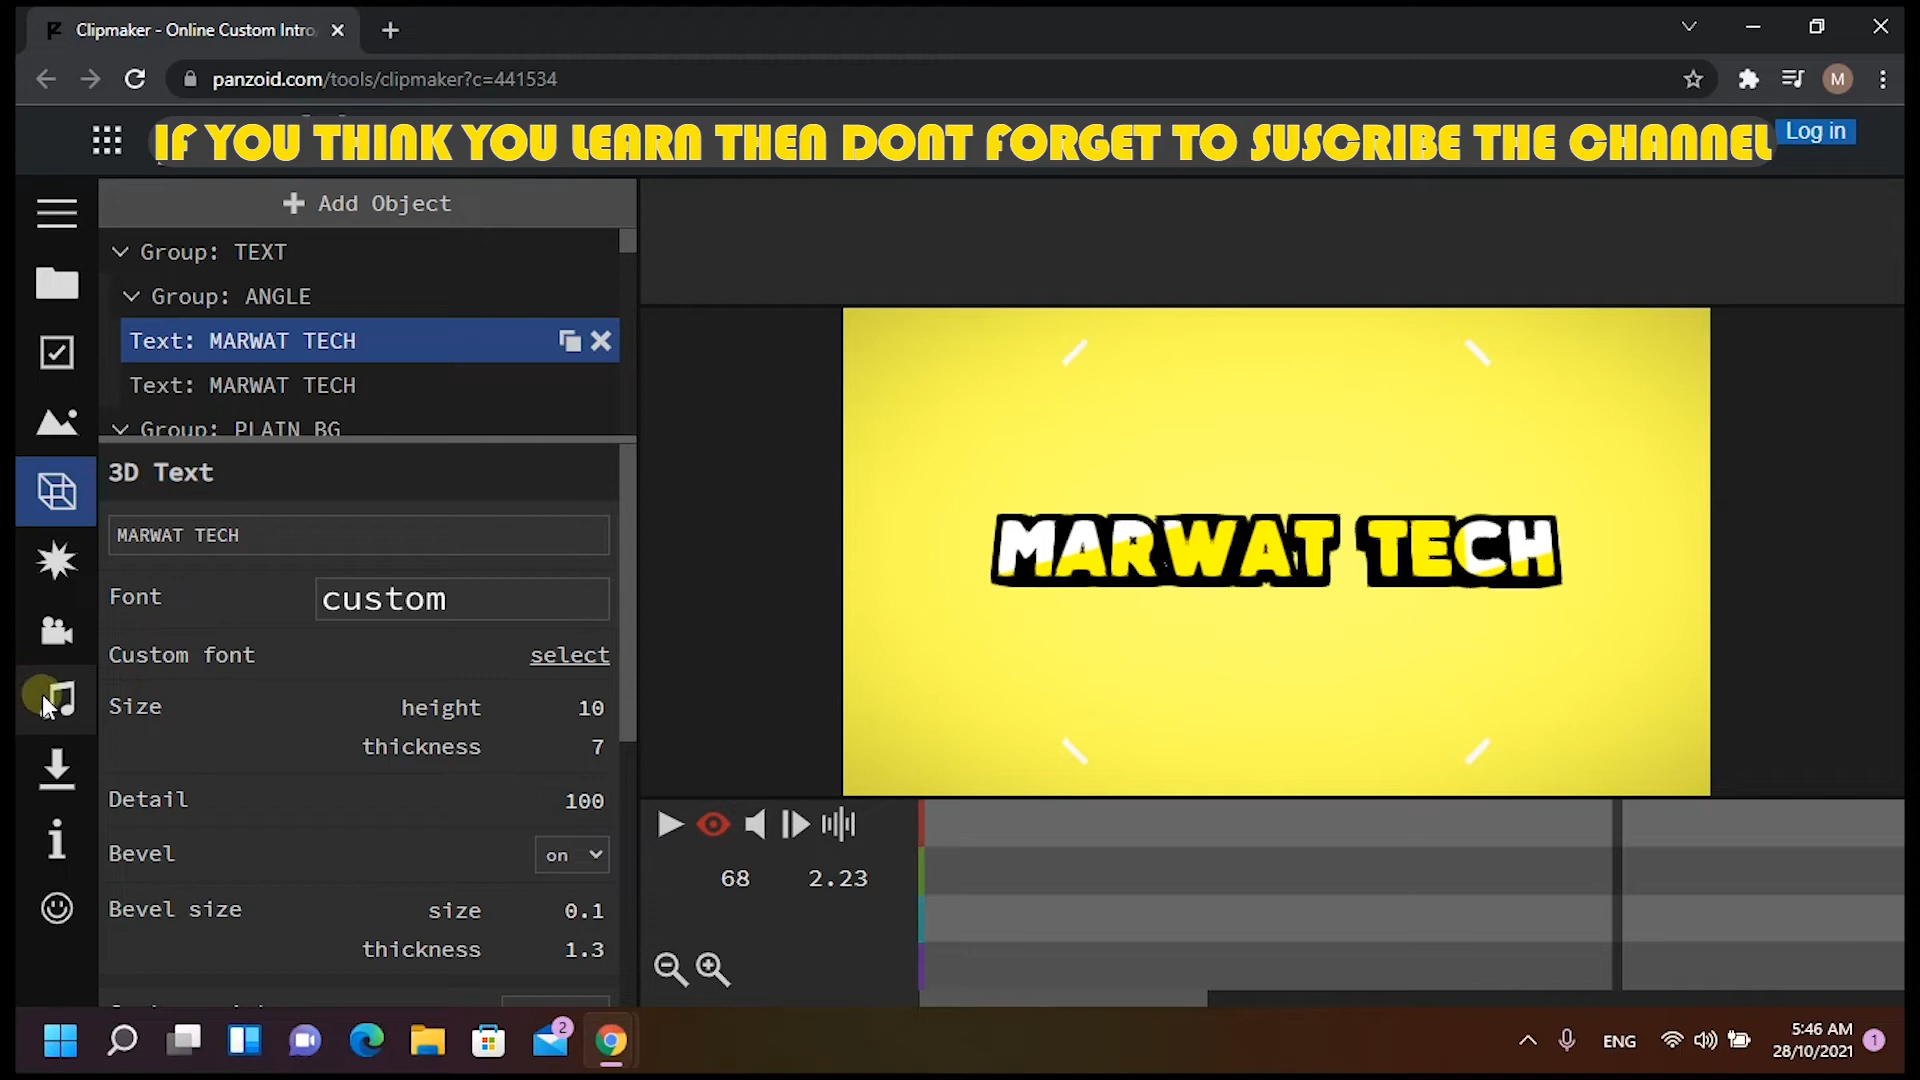 Clipmaker - Online Custom Intro
panzoid.com/tools/clipmaker?c=441534
M
IF YOU THINK YOU LEARN THEN DONT FORGET TO SUSCRIBE THE CHANNEL
Log in
Add Object
Group: TEXT
Group: ANGLE
Text: MARWAT TECH
Text: MARWAT TECH
Group: PLAIN BG
3D Text
MARWAT TECH
Font custom
Custom font select
Size height 10
thickness 7
Detail 100
Bevel on
Bevel size size 0.1
thickness 1.3
MARWAT TECH
68 2.23
2
ENG
5:46 AM
28/10/2021
1